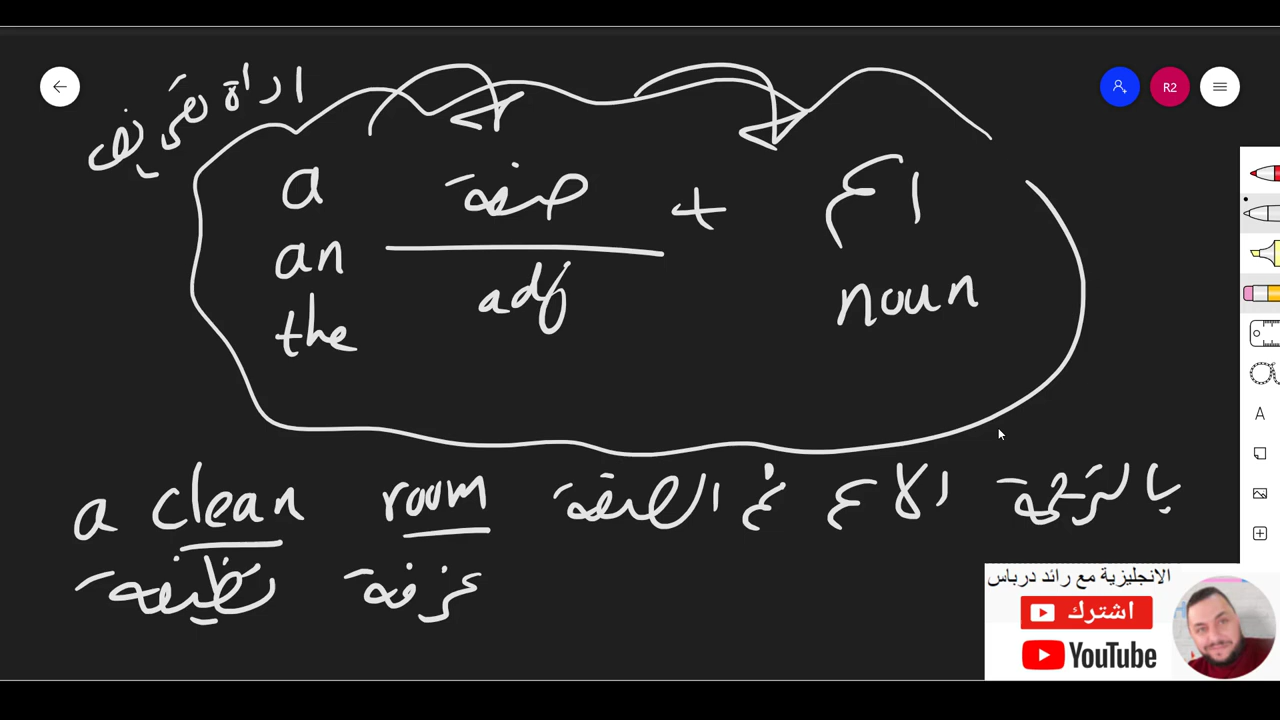 اداة تعريف
R2
a صفة + اسم
an adj noun
the
a clean room بالترجمة الاسم ثم الصفة
غرفة نظيفة
A
الانجليزية مع رائد درباس
اشترك
YouTube